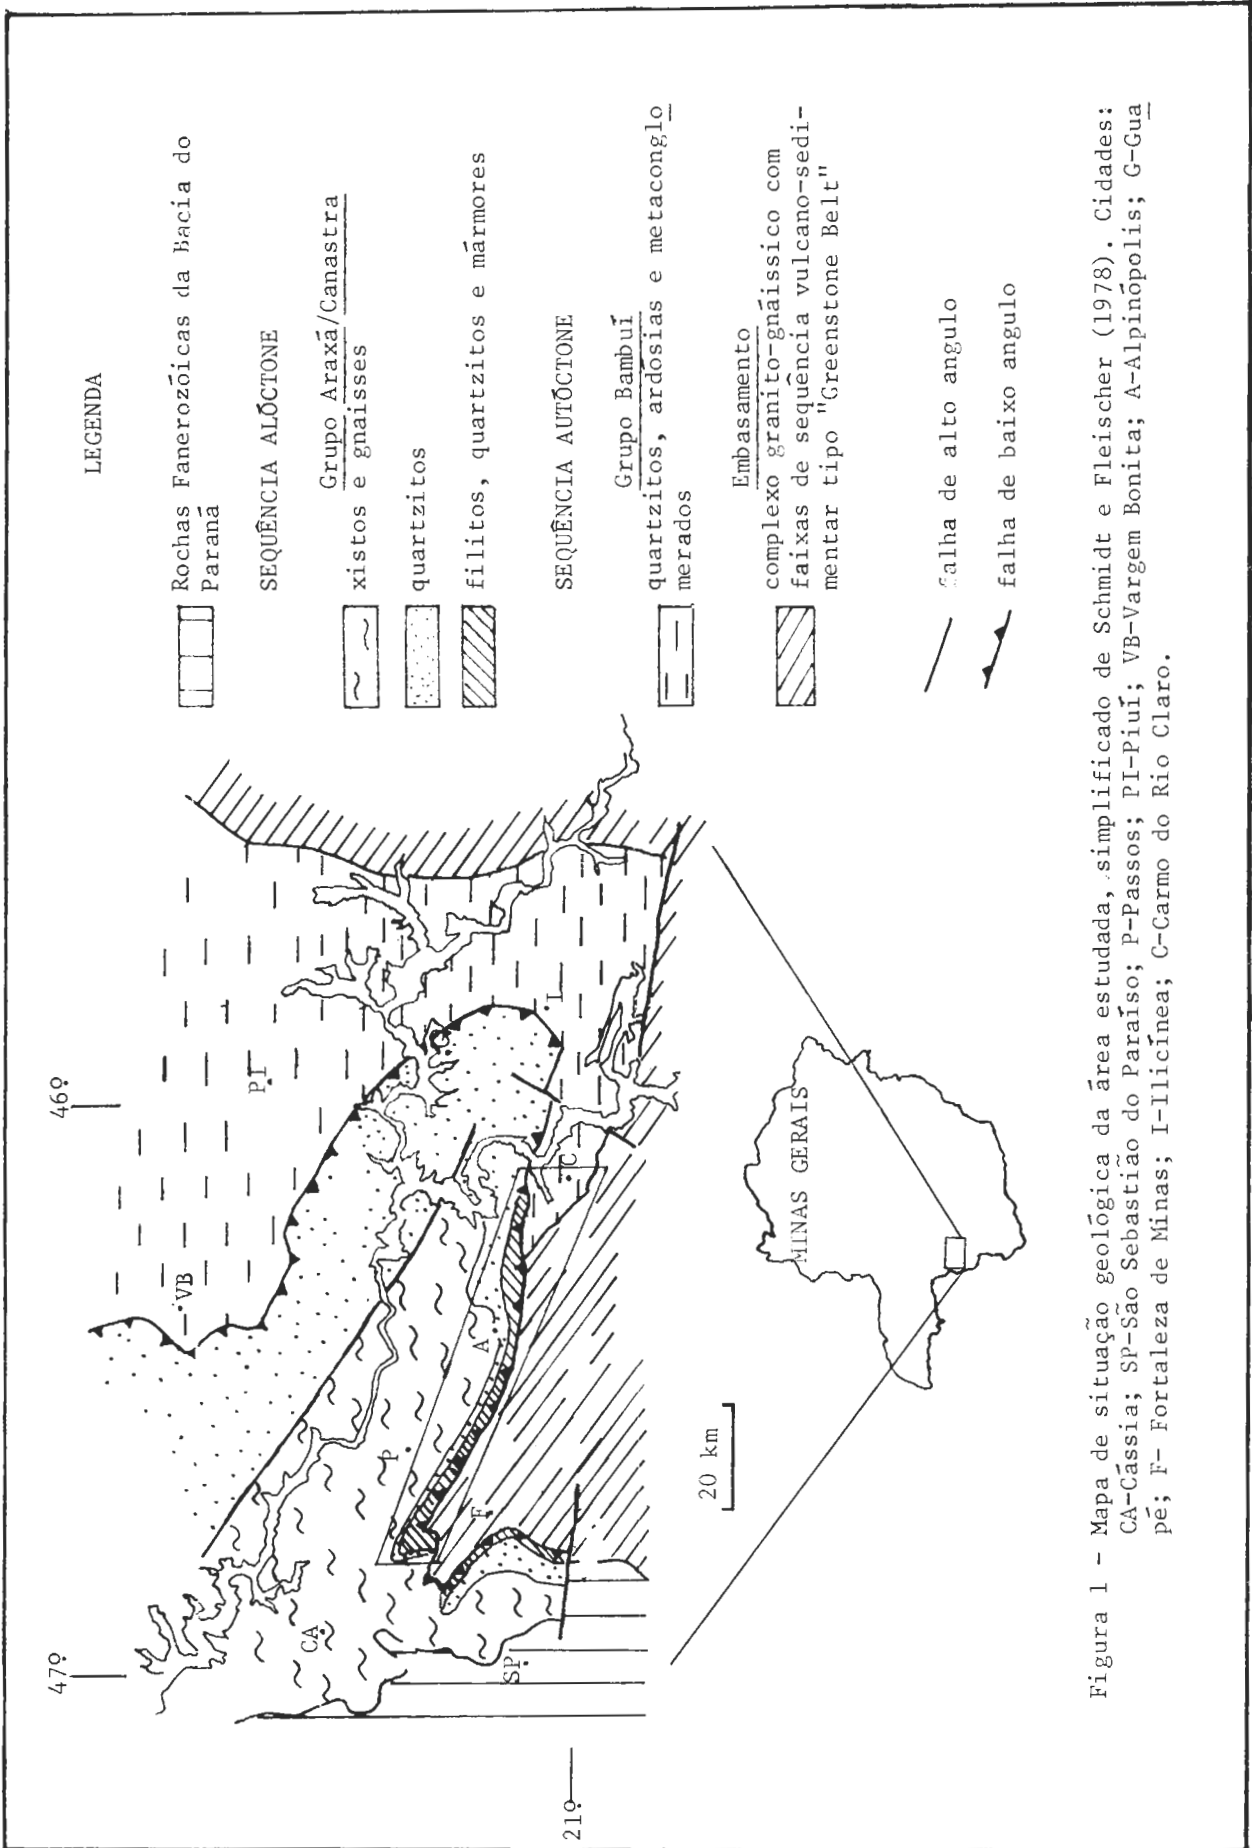 47º
46º
21º
VB
PI
CA
P
A
F
SP
C
I
20 km
MINAS GERAIS
LEGENDA
Rochas Fanerozóicas da Bacia do
Paraná
SEQUÊNCIA ALÓCTONE
Grupo Araxá/Canastra
xistos e gnaisses
quartzitos
filitos, quartzitos e mármores
SEQUÊNCIA AUTÓCTONE
Grupo Bambuí
quartzitos, ardósias e metaconglo
merados
Embasamento
complexo granito-gnáissico com
faixas de sequência vulcano-sedi-
mentar tipo "Greenstone Belt"
falha de alto angulo
falha de baixo angulo
Figura 1 - Mapa de situação geológica da área estudada, simplificado de Schmidt e Fleischer (1978). Cidades:
CA-Cássia; SP-São Sebastião do Paraíso; P-Passos; PI-Piuí; VB-Vargem Bonita; A-Alpinópolis; G-Gua
pé; F- Fortaleza de Minas; I-Ilicínea; C-Carmo do Rio Claro.